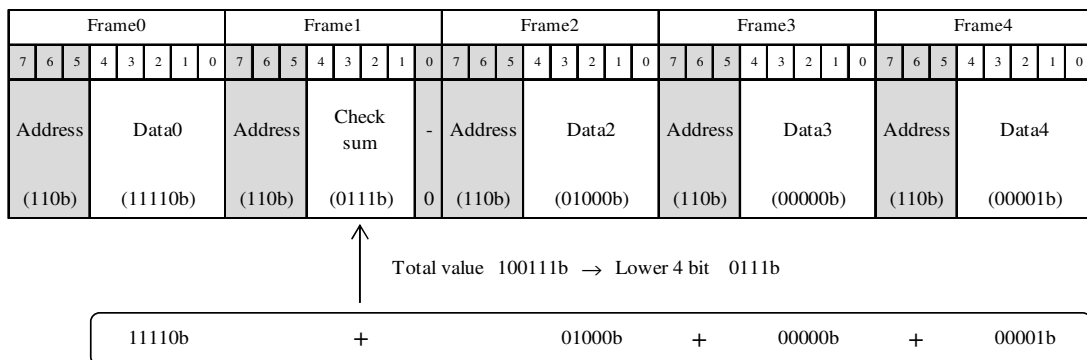 Frame0 Frame1 Frame2 Frame3 Frame4
7 6 5 4 3 2 1 0 7 6 5 4 3 2 1 0 7 6 5 4 3 2 1 0 7 6 5 4 3 2 1 0 7 6 5 4 3 2 1 0
Address Data0 Address Check sum - Address Data2 Address Data3 Address Data4
(110b) (11110b) (110b) (0111b) 0 (110b) (01000b) (110b) (00000b) (110b) (00001b)
Total value 100111b → Lower 4 bit 0111b
11110b + 01000b + 00000b + 00001b